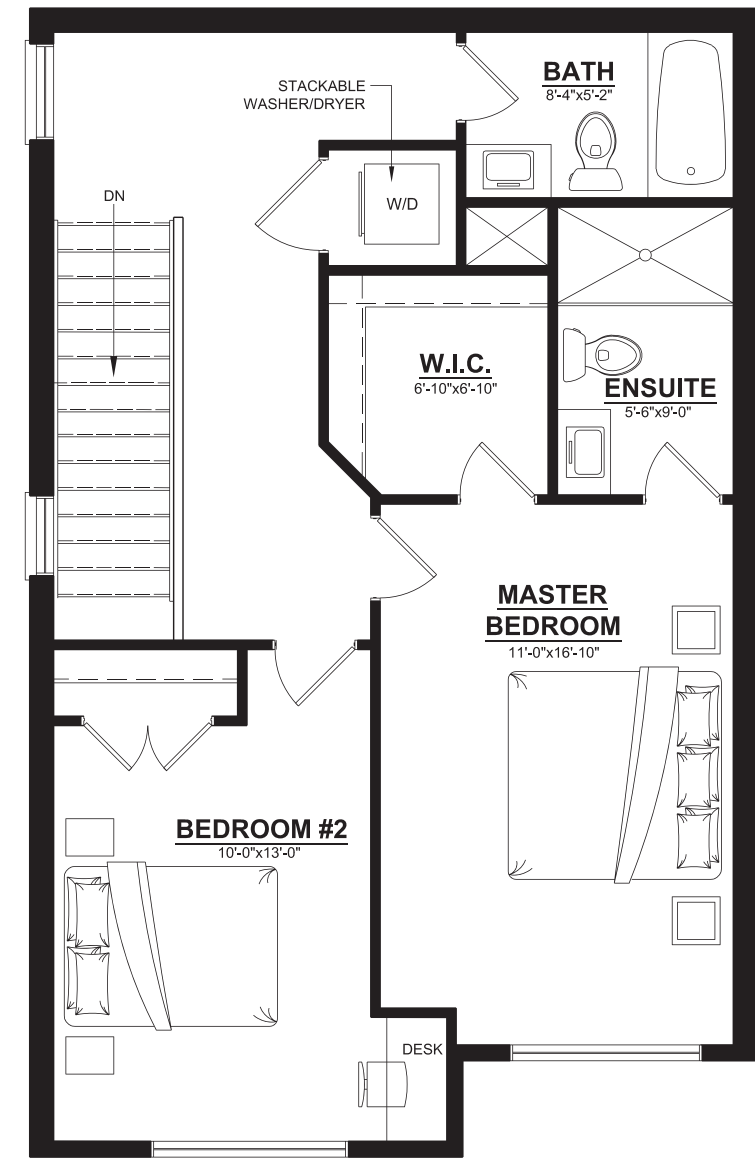 BATH
8'-4"x5'-2"
STACKABLE
WASHER/DRYER
DN
W/D
W.I.C.
6'-10"x6'-10"
ENSUITE
5'-6"x9'-0"
MASTER
BEDROOM
11'-0"x16'-10"
BEDROOM #2
10'-0"x13'-0"
DESK